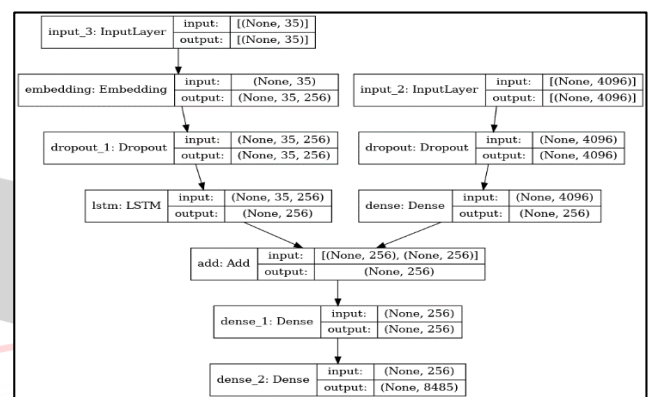 input_3: InputLayer input: [(None, 35)]
output: [(None, 35)]
embedding: Embedding input: (None, 35)
output: (None, 35, 256)
input_2: InputLayer input: [(None, 4096)]
output: [(None, 4096)]
dropout_1: Dropout input: (None, 35, 256)
output: (None, 35, 256)
dropout: Dropout input: (None, 4096)
output: (None, 4096)
lstm: LSTM input: (None, 35, 256)
output: (None, 256)
dense: Dense input: (None, 4096)
output: (None, 256)
add: Add input: [(None, 256), (None, 256)]
output: (None, 256)
dense_1: Dense input: (None, 256)
output: (None, 256)
dense_2: Dense input: (None, 256)
output: (None, 8485)